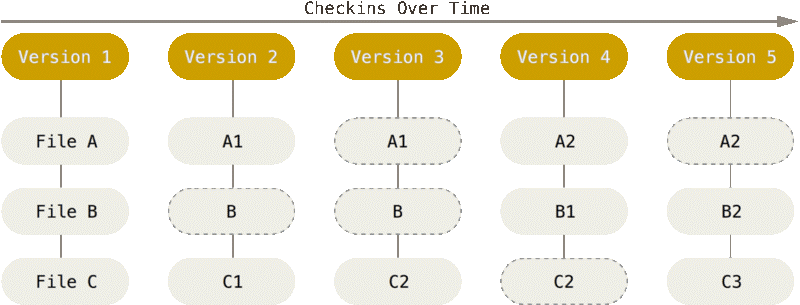 Checkins Over Time
Version 1 Version 2 Version 3 Version 4 Version 5
File A A1 A1 A2 A2
File B B B B1 B2
File C C1 C2 C2 C3